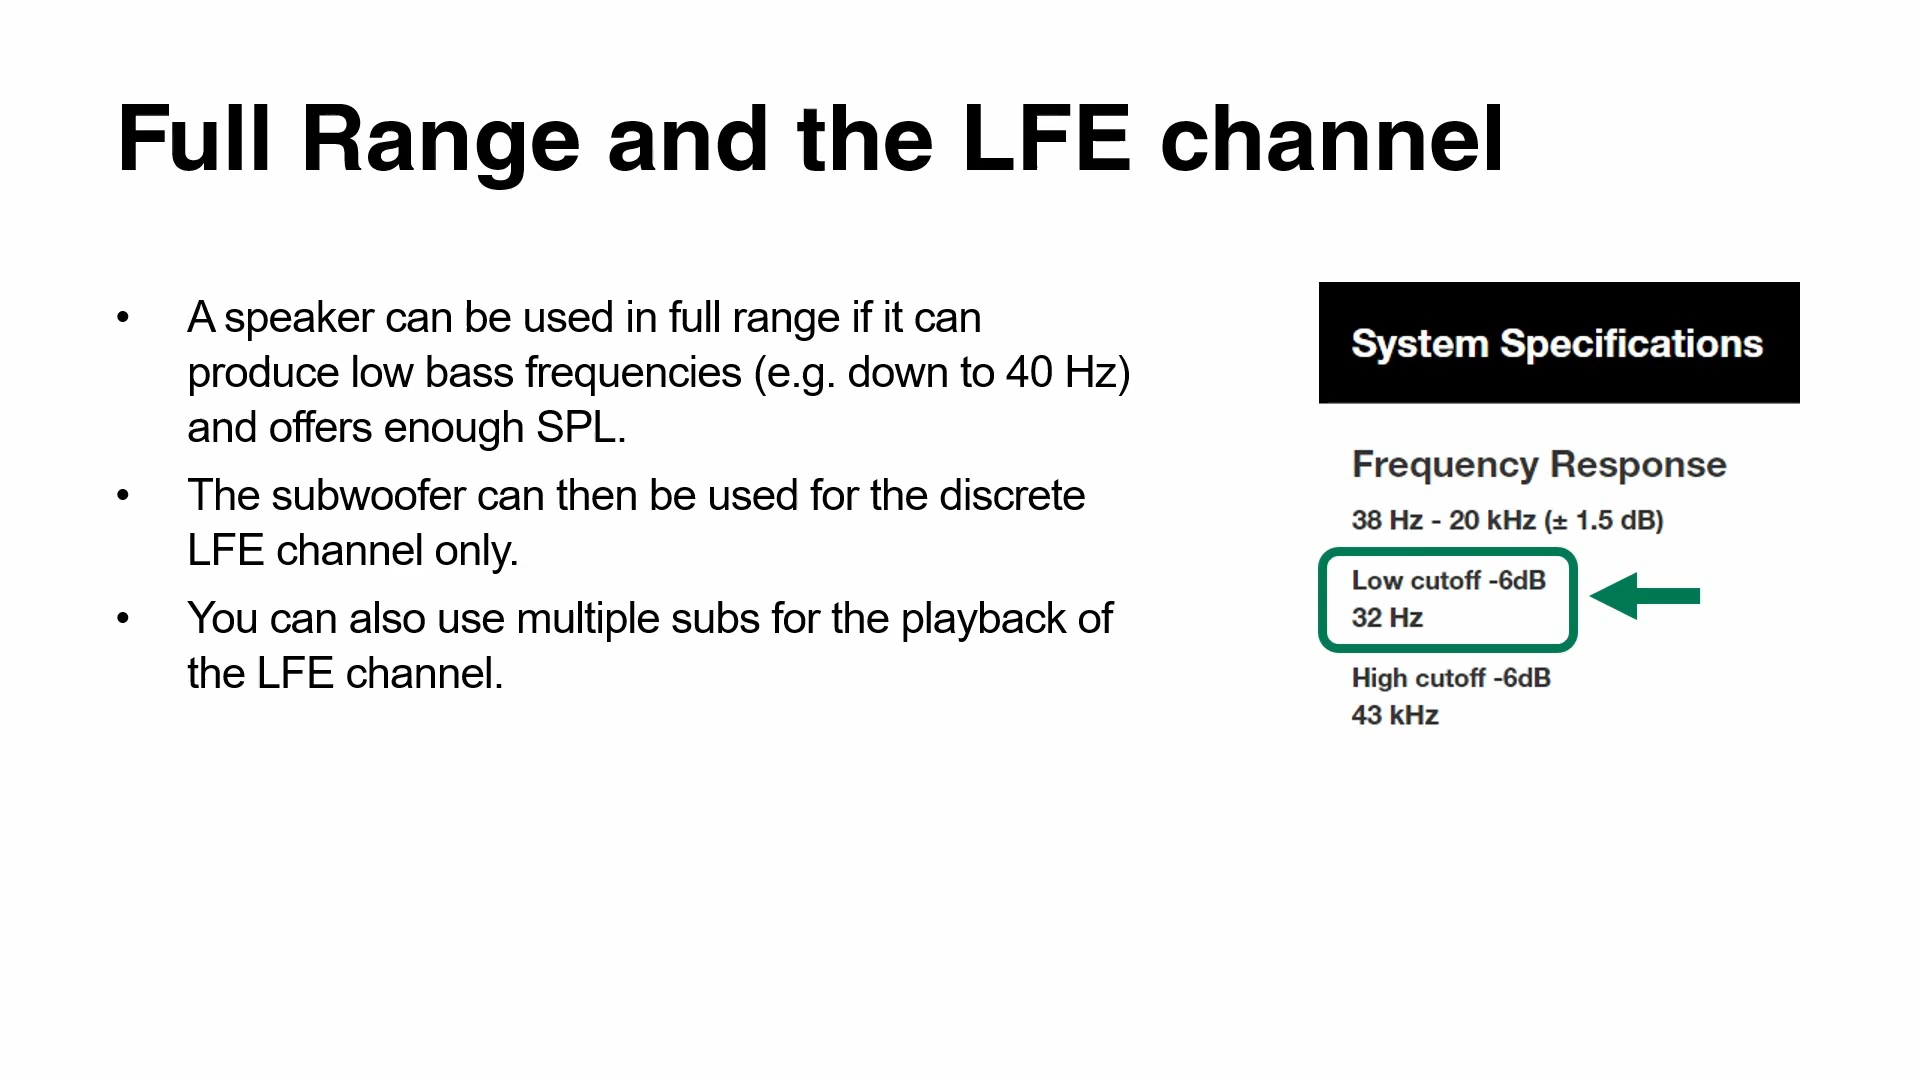 Full Range and the LFE channel
• A speaker can be used in full range if it can
produce low bass frequencies (e.g. down to 40 Hz)
and offers enough SPL.
• The subwoofer can then be used for the discrete
LFE channel only.
• You can also use multiple subs for the playback of
the LFE channel.
System Specifications
Frequency Response
38 Hz - 20 kHz (± 1.5 dB)
Low cutoff -6dB
32 Hz
High cutoff -6dB
43 kHz